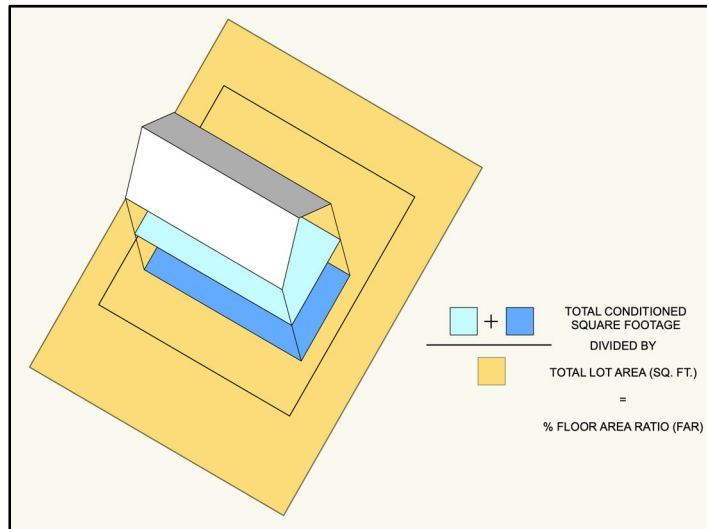 +
TOTAL CONDITIONED
SQUARE FOOTAGE
DIVIDED BY
TOTAL LOT AREA (SQ. FT.)
=
% FLOOR AREA RATIO (FAR)